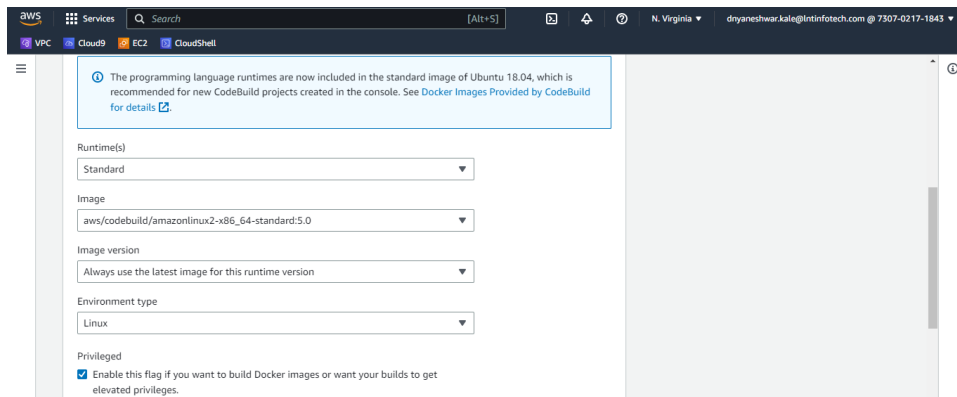 aws
Services
Search
[Alt+S]
N. Virginia
dnyaneshwar.kale@lntinfotech.com @ 7307-0217-1843
VPC
Cloud9
EC2
CloudShell
The programming language runtimes are now included in the standard image of Ubuntu 18.04, which is
recommended for new CodeBuild projects created in the console. See Docker Images Provided by CodeBuild
for details.
Runtime(s)
Standard
Image
aws/codebuild/amazonlinux2-x86_64-standard:5.0
Image version
Always use the latest image for this runtime version
Environment type
Linux
Privileged
Enable this flag if you want to build Docker images or want your builds to get
elevated privileges.